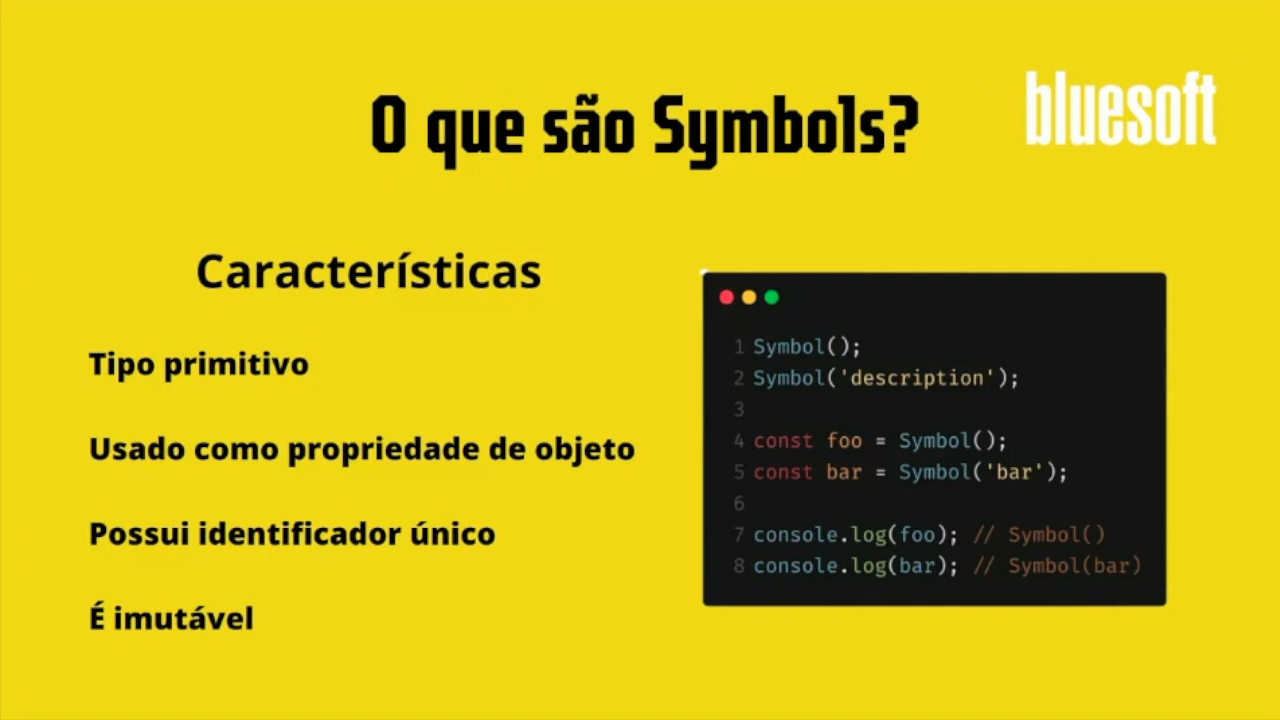 O que são Symbols?
bluesoft
Características
Tipo primitivo
Usado como propriedade de objeto
Possui identificador único
É imutável
1 Symbol();
2 Symbol('description');
3
4 const foo = Symbol();
5 const bar = Symbol('bar');
6
7 console.log(foo); // Symbol()
8 console.log(bar); // Symbol(bar)